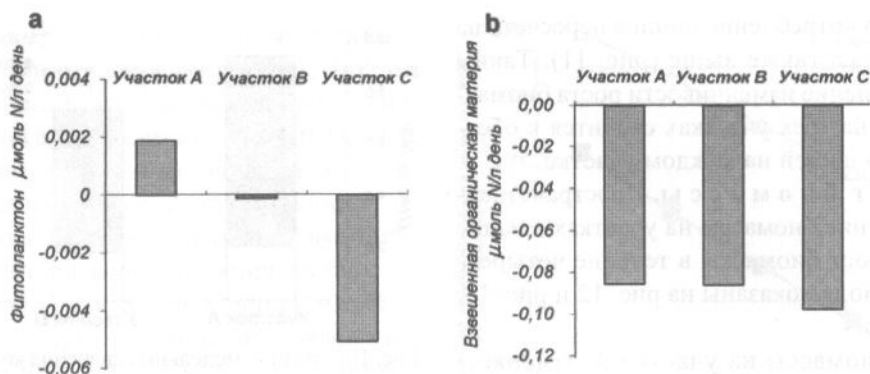 a
Фитопланктон μмоль N/л день
0,004
0,002
0
-0,002
-0,004
-0,006
Участок A
Участок B
Участок C
b
Взвешенная органическая материя
μмоль N/л день
Участок A
Участок B
Участок C
0,00
-0,02
-0,04
-0,06
-0,08
-0,10
-0,12